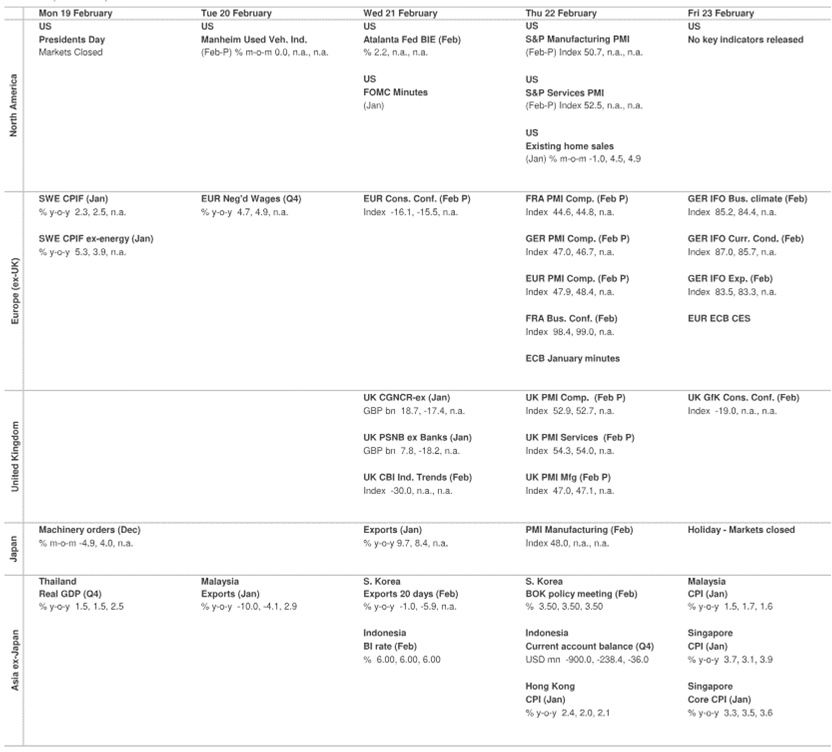 Mon 19 February
Tue 20 February
Wed 21 February
Thu 22 February
Fri 23 February
North America
US
Presidents Day
Markets Closed
US
Manheim Used Veh. Ind.
(Feb-P) % m-o-m 0.0, n.a., n.a.
US
Atalanta Fed BIE (Feb)
% 2.2, n.a., n.a.
US
FOMC Minutes
(Jan)
US
S&P Manufacturing PMI
(Feb-P) Index 50.7, n.a., n.a.
US
S&P Services PMI
(Feb-P) Index 52.5, n.a., n.a.
US
Existing home sales
(Jan) % m-o-m -1.0, 4.5, 4.9
US
No key indicators released
Europe (ex-UK)
SWE CPIF (Jan)
% y-o-y 2.3, 2.5, n.a.
SWE CPIF ex-energy (Jan)
% y-o-y 5.3, 3.9, n.a.
EUR Neg'd Wages (Q4)
% y-o-y 4.7, 4.9, n.a.
EUR Cons. Conf. (Feb P)
Index -16.1, -15.5, n.a.
FRA PMI Comp. (Feb P)
Index 44.6, 44.8, n.a.
GER PMI Comp. (Feb P)
Index 47.0, 46.7, n.a.
EUR PMI Comp. (Feb P)
Index 47.9, 48.4, n.a.
FRA Bus. Conf. (Feb)
Index 98.4, 99.0, n.a.
ECB January minutes
GER IFO Bus. climate (Feb)
Index 85.2, 84.4, n.a.
GER IFO Curr. Cond. (Feb)
Index 87.0, 85.7, n.a.
GER IFO Exp. (Feb)
Index 83.5, 83.3, n.a.
EUR ECB CES
United Kingdom
UK CGNCR-ex (Jan)
GBP bn 18.7, -17.4, n.a.
UK PSNB ex Banks (Jan)
GBP bn 7.8, -18.2, n.a.
UK CBI Ind. Trends (Feb)
Index -30.0, n.a., n.a.
UK PMI Comp. (Feb P)
Index 52.9, 52.7, n.a.
UK PMI Services (Feb P)
Index 54.3, 54.0, n.a.
UK PMI Mfg (Feb P)
Index 47.0, 47.1, n.a.
UK GfK Cons. Conf. (Feb)
Index -19.0, n.a., n.a.
Japan
Machinery orders (Dec)
% m-o-m -4.9, 4.0, n.a.
Exports (Jan)
% y-o-y 9.7, 8.4, n.a.
PMI Manufacturing (Feb)
Index 48.0, n.a., n.a.
Holiday - Markets closed
Asia ex-Japan
Thailand
Real GDP (Q4)
% y-o-y 1.5, 1.5, 2.5
Malaysia
Exports (Jan)
% y-o-y -10.0, -4.1, 2.9
S. Korea
Exports 20 days (Feb)
% y-o-y -1.0, -5.9, n.a.
Indonesia
BI rate (Feb)
% 6.00, 6.00, 6.00
S. Korea
BOK policy meeting (Feb)
% 3.50, 3.50, 3.50
Indonesia
Current account balance (Q4)
USD mn -900.0, -238.4, -36.0
Hong Kong
CPI (Jan)
% y-o-y 2.4, 2.0, 2.1
Malaysia
CPI (Jan)
% y-o-y 1.5, 1.7, 1.6
Singapore
CPI (Jan)
% y-o-y 3.7, 3.1, 3.9
Singapore
Core CPI (Jan)
% y-o-y 3.3, 3.5, 3.6